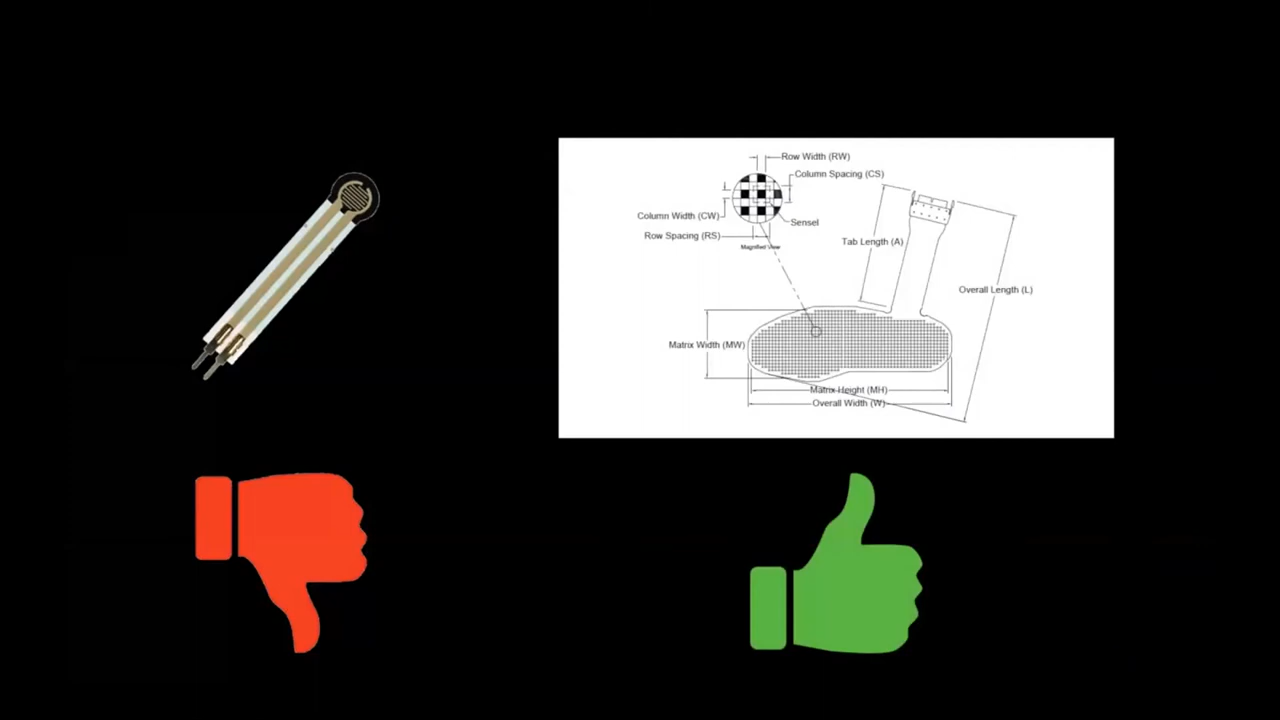 Row Width (RW)
Column Spacing (CS)
Column Width (CW)
Sensel
Row Spacing (RS)
Magnified View
Tab Length (A)
Overall Length (L)
Matrix Width (MW)
Matrix Height (MH)
Overall Width (W)